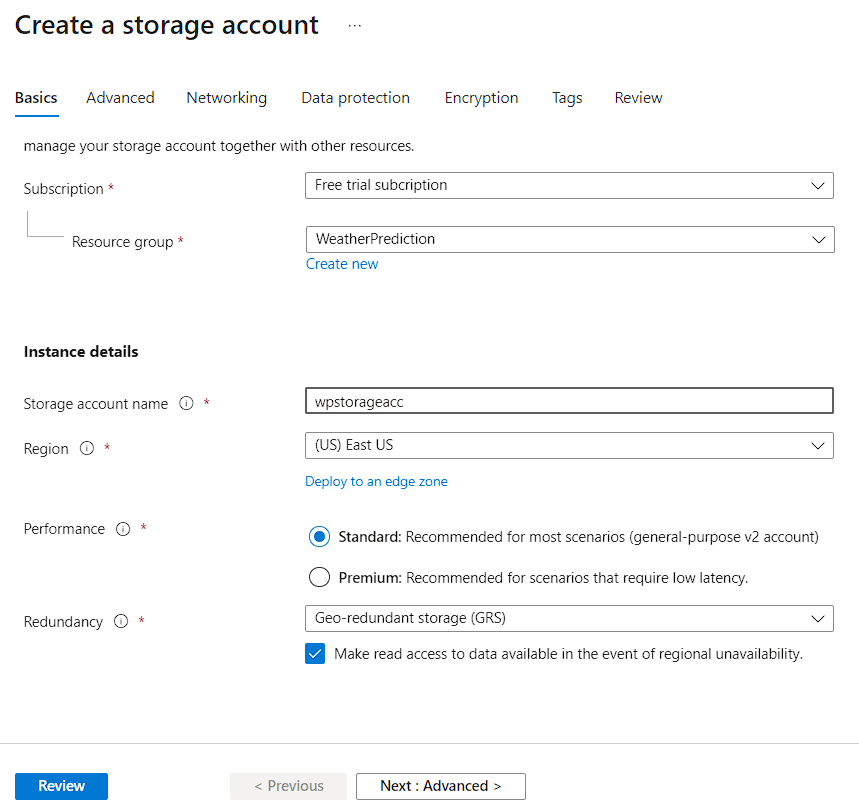 Create a storage account ...
Basics Advanced Networking Data protection Encryption Tags Review
manage your storage account together with other resources.
Subscription * Free trial subcription
Resource group * WeatherPrediction
Create new
Instance details
Storage account name * wpstorageacc
Region * (US) East US
Deploy to an edge zone
Performance * Standard: Recommended for most scenarios (general-purpose v2 account)
Premium: Recommended for scenarios that require low latency.
Redundancy * Geo-redundant storage (GRS)
Make read access to data available in the event of regional unavailability.
Review < Previous Next : Advanced >